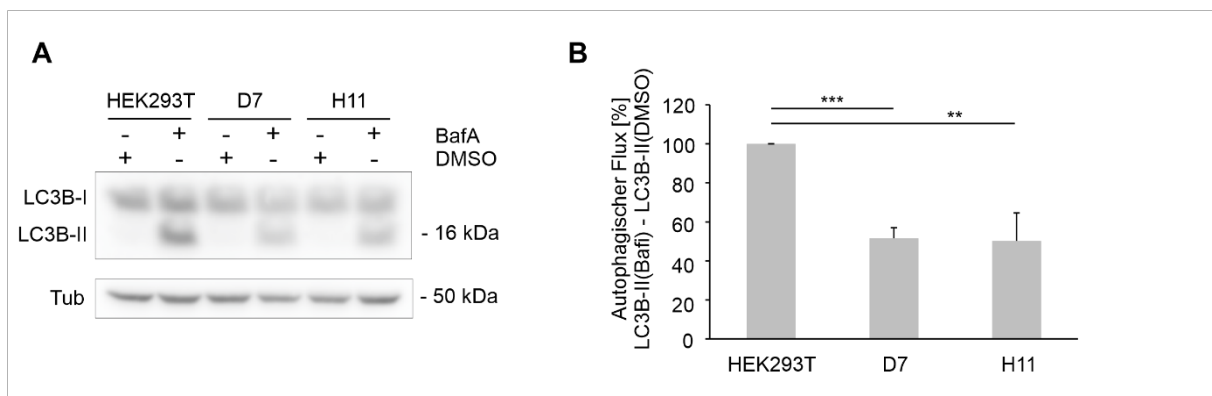 A
HEK293T D7 H11
- + - + - + BafA
+ - + - + - DMSO
LC3B-I
LC3B-II - 16 kDa
Tub - 50 kDa
B
Autophagischer Flux [%]
LC3B-II(Bafi) - LC3B-II(DMSO)
120
100
80
60
40
20
0
***
**
HEK293T D7 H11